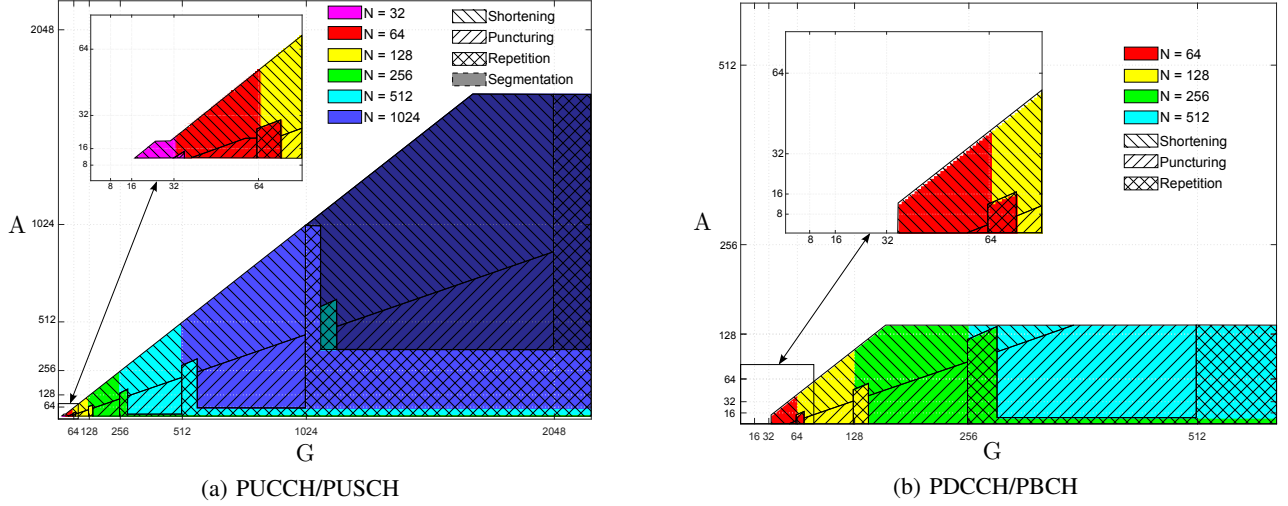 2048
1024
512
256
128
64
A
64
32
16
8
8 16 32 64
N = 32
N = 64
N = 128
N = 256
N = 512
N = 1024
Shortening
Puncturing
Repetition
Segmentation
64 128 256 512 1024 2048
G
(a) PUCCH/PUSCH
512
256
128
64
32
16
A
64
32
16
8
8 16 32 64
N = 64
N = 128
N = 256
N = 512
Shortening
Puncturing
Repetition
16 32 64 128 256 512
G
(b) PDCCH/PBCH